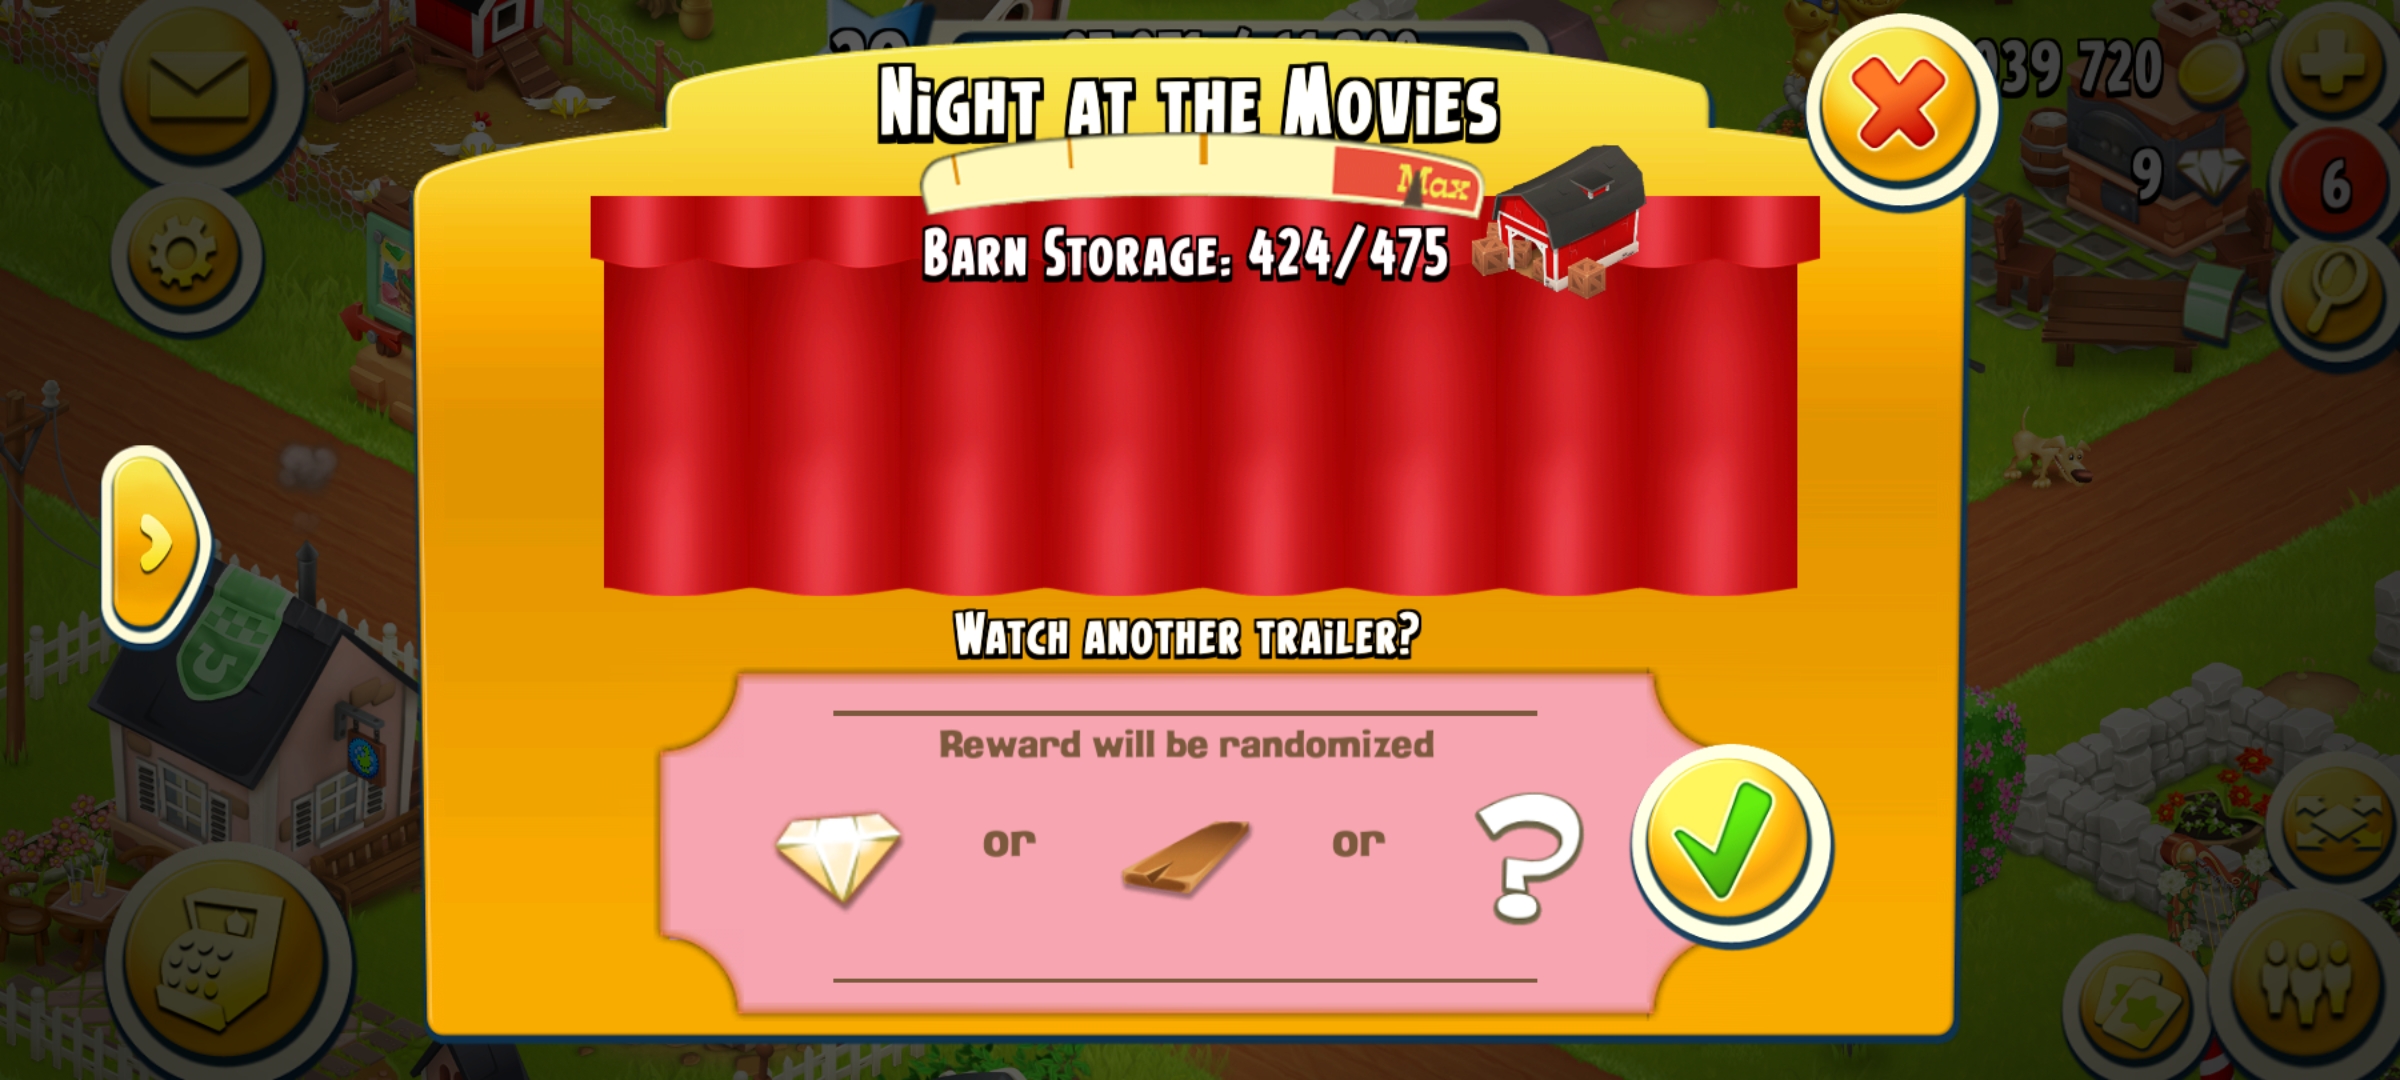 Night at the Movies
Max
Barn Storage: 424/475
939 720
9
6
Watch another trailer?
Reward will be randomized
or
or
?